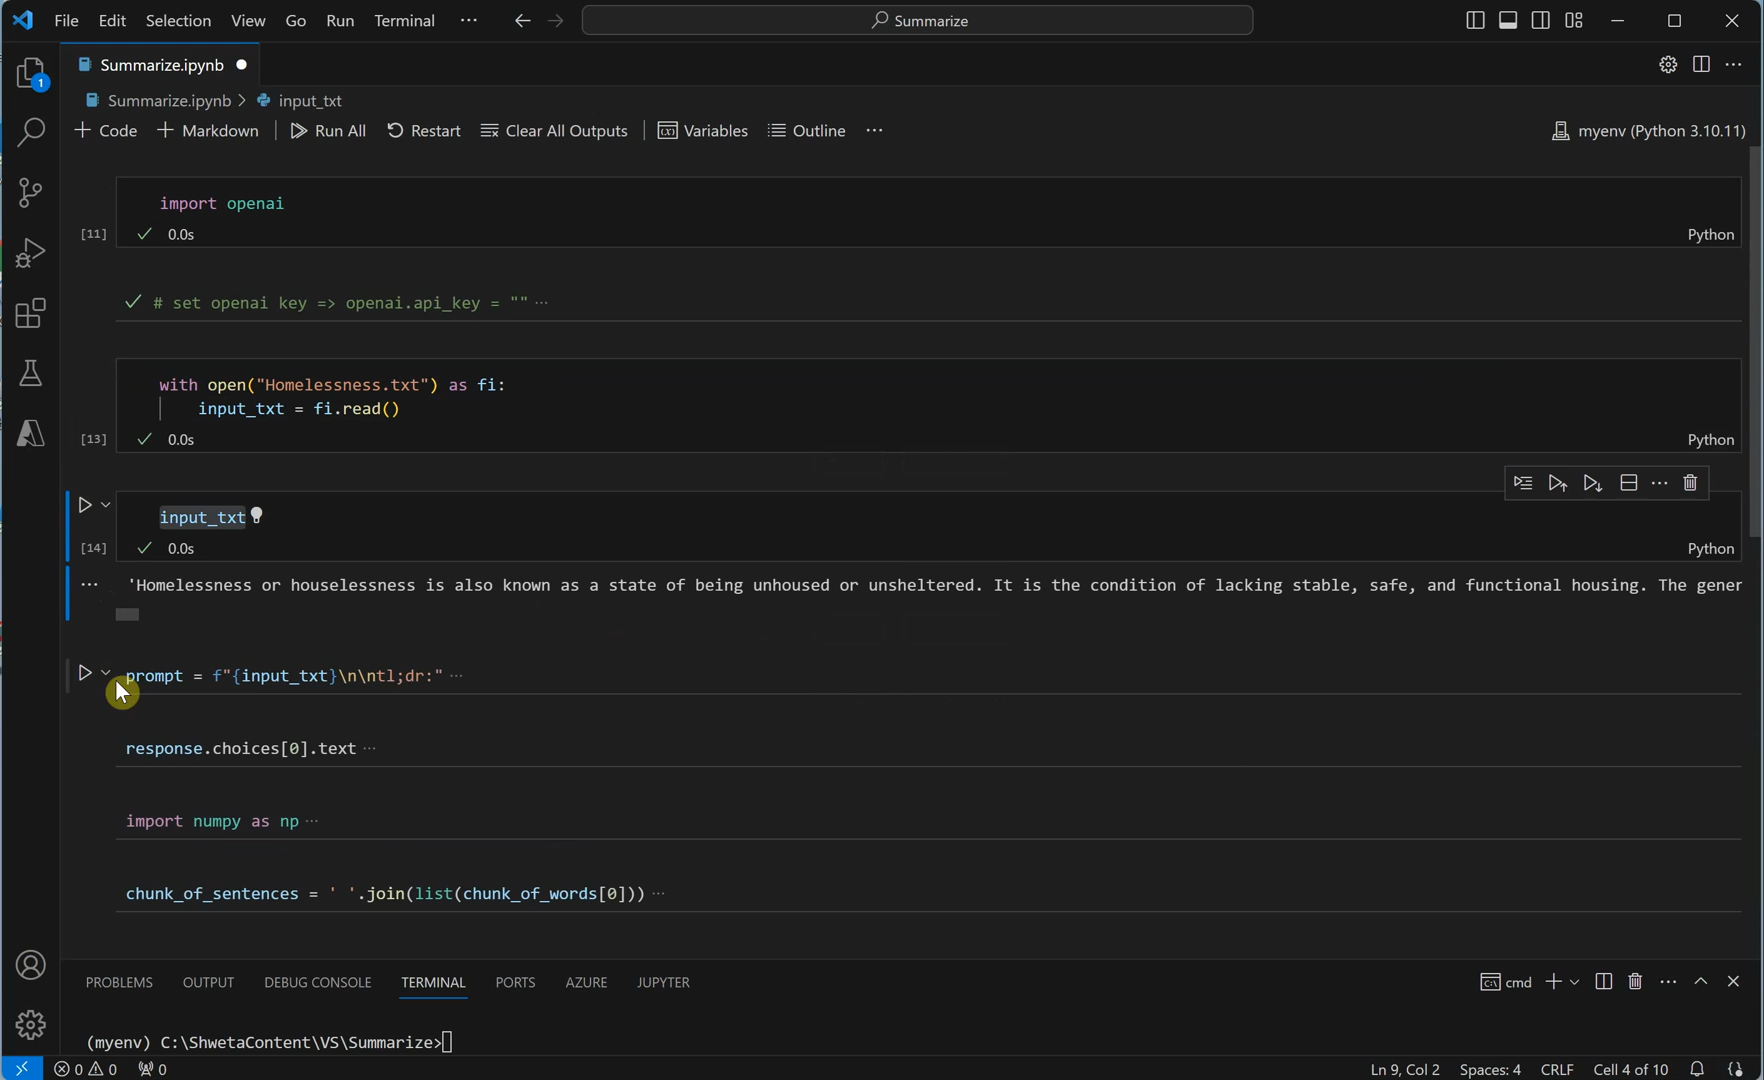 File Edit Selection View Go Run Terminal ··· Summarize
1
Summarize.ipynb
Summarize.ipynb > input_txt
+ Code + Markdown Run All Restart Clear All Outputs Variables Outline ··· myenv (Python 3.10.11)
import openai
[11] 0.0s Python
# set openai key => openai.api_key = "" ···
with open("Homelessness.txt") as fi:
input_txt = fi.read()
[13] 0.0s Python
input_txt
[14] 0.0s Python
··· 'Homelessness or houselessness is also known as a state of being unhoused or unsheltered. It is the condition of lacking stable, safe, and functional housing. The gener
prompt = f"{input_txt}\n\ntl;dr:" ···
response.choices[0].text ···
import numpy as np ···
chunk_of_sentences = ' '.join(list(chunk_of_words[0])) ···
PROBLEMS OUTPUT DEBUG CONSOLE TERMINAL PORTS AZURE JUPYTER cmd
(myenv) C:\ShwetaContent\VS\Summarize>
0 0 0 Ln 9, Col 2 Spaces: 4 CRLF Cell 4 of 10